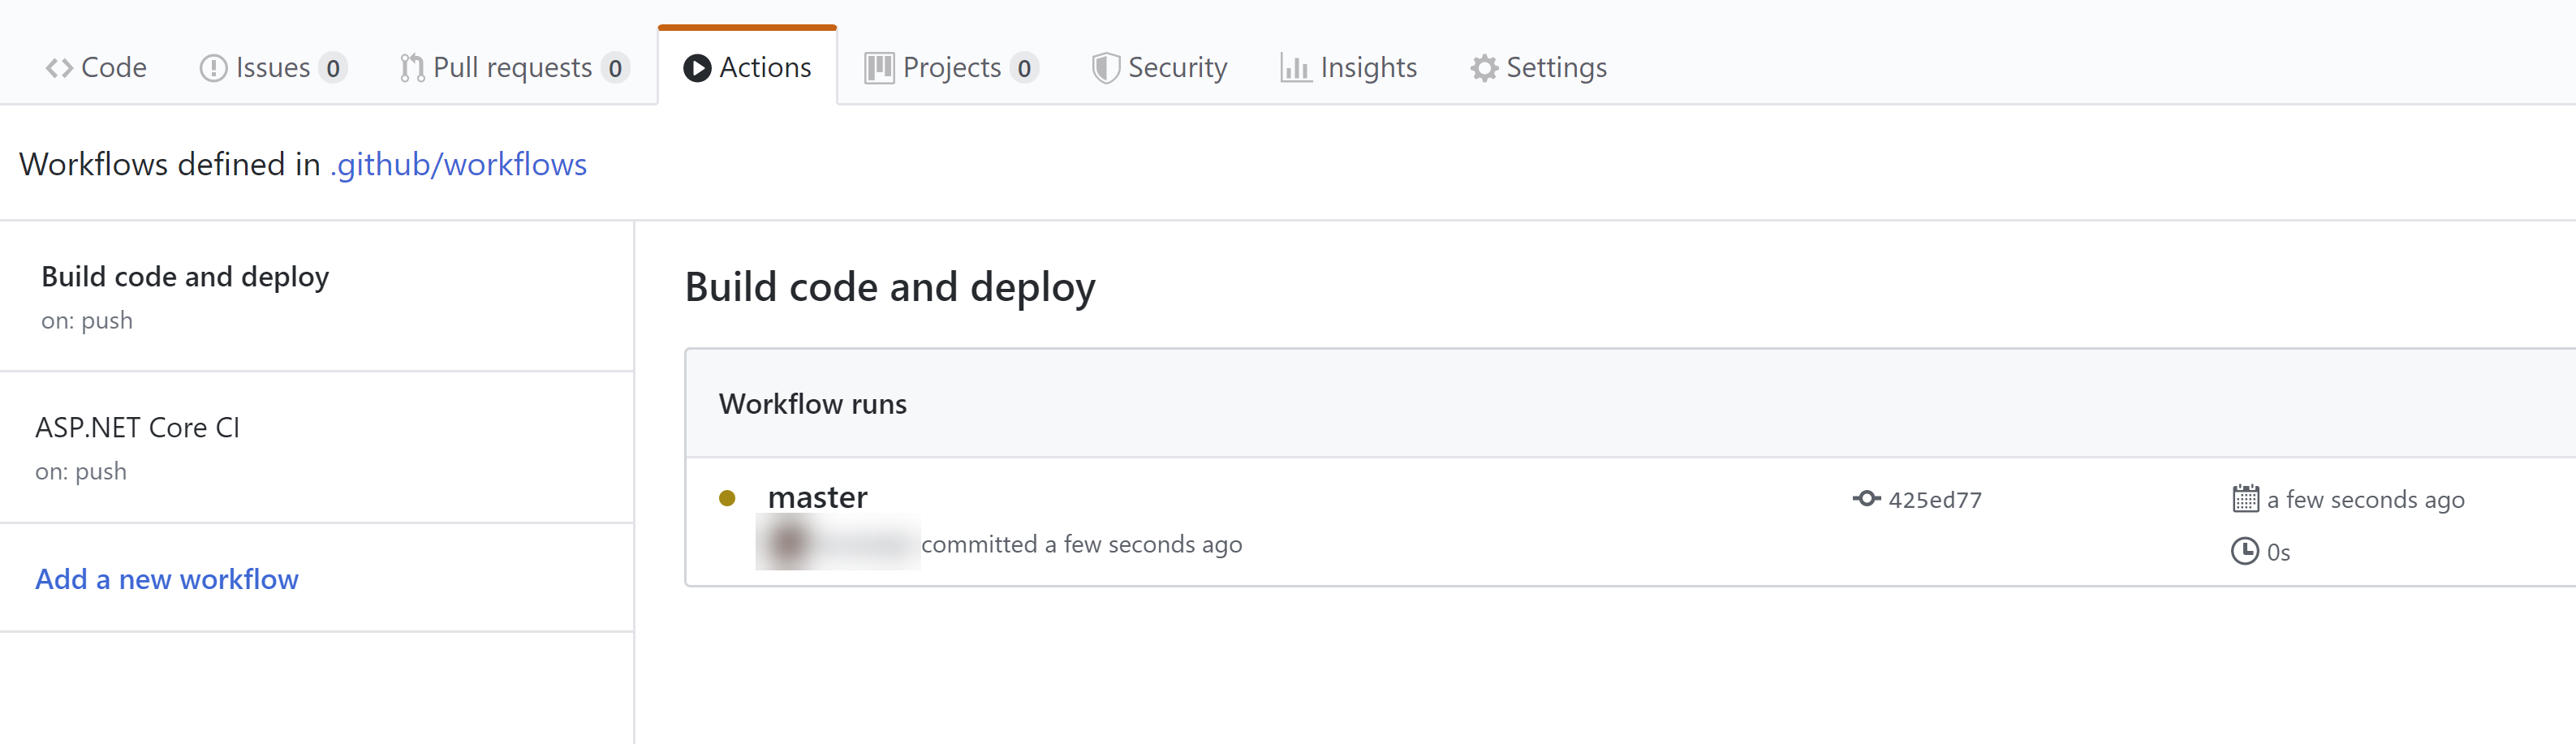 Code Issues 0 Pull requests 0 Actions Projects 0 Security Insights Settings
Workflows defined in .github/workflows
Build code and deploy
on: push
ASP.NET Core CI
on: push
Add a new workflow
Build code and deploy
Workflow runs
master 425ed77 a few seconds ago
committed a few seconds ago 0s